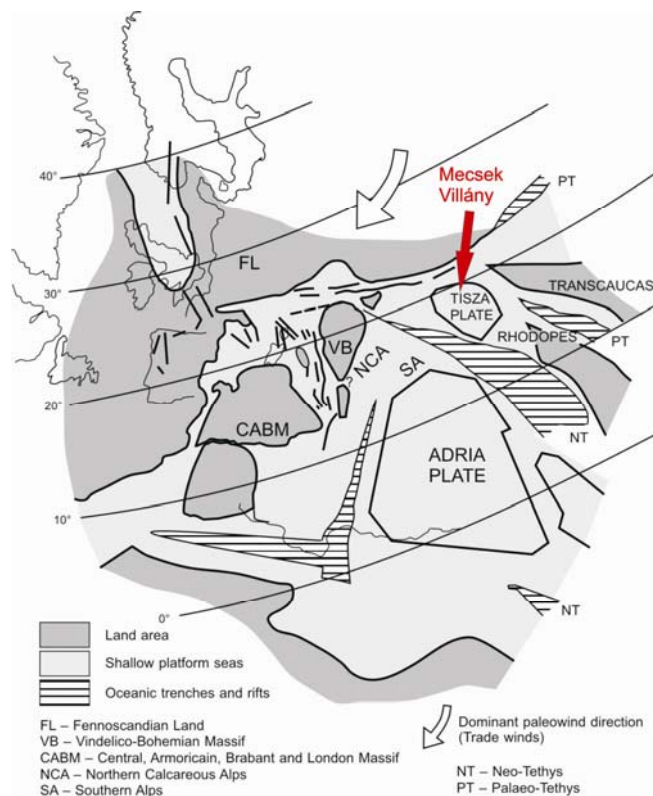 Mecsek
Villány
PT
40°
FL
30°
TISZA
PLATE
TRANSCAUCAS
VB
RHODOPES
PT
NCA
SA
20°
CABM
NT
ADRIA
PLATE
10°
0°
NT
Land area
Shallow platform seas
Oceanic trenches and rifts
FL – Fennoscandian Land
VB – Vindelico-Bohemian Massif
CABM – Central, Armoricain, Brabant and London Massif
NCA – Northern Calcareous Alps
SA – Southern Alps
Dominant paleowind direction
(Trade winds)
NT – Neo-Tethys
PT – Palaeo-Tethys